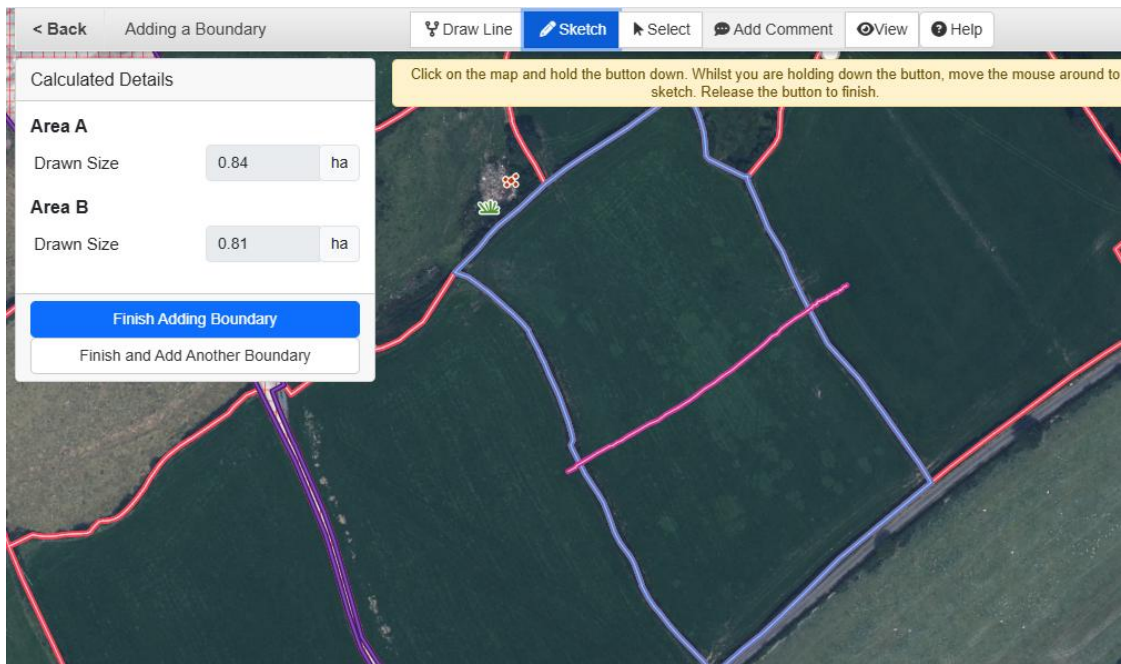 < Back Adding a Boundary Draw Line Sketch Select Add Comment View Help
Calculated Details
Click on the map and hold the button down. Whilst you are holding down the button, move the mouse around to
sketch. Release the button to finish.
Area A
Drawn Size 0.84 ha
Area B
Drawn Size 0.81 ha
Finish Adding Boundary
Finish and Add Another Boundary